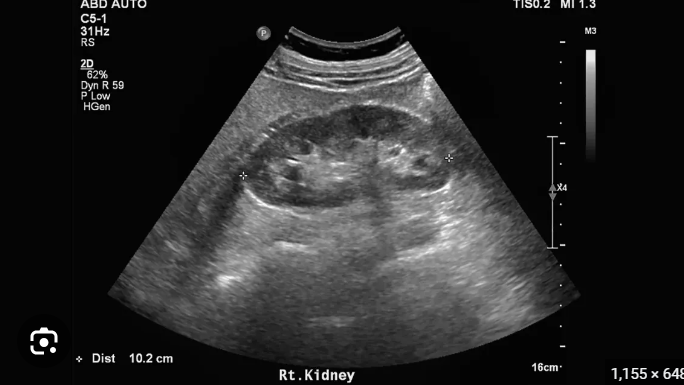 ABD AUTO
C5-1
31Hz
RS
2D
62%
Dyn R 59
P Low
HGen
TIS0.2 MI 1.3
M3
P
X4
Dist 10.2 cm
Rt.Kidney
16cm
1,155 × 648